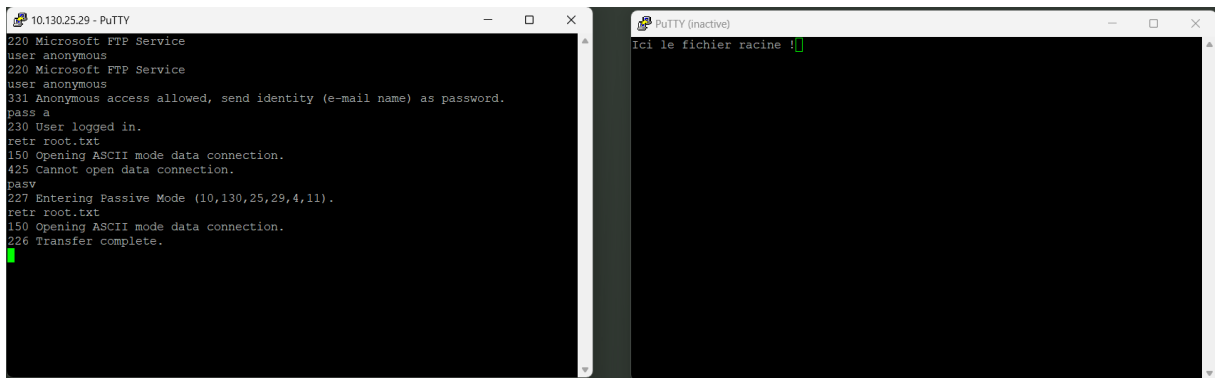 10.130.25.29 - PuTTY
220 Microsoft FTP Service
user anonymous
220 Microsoft FTP Service
user anonymous
331 Anonymous access allowed, send identity (e-mail name) as password.
pass a
230 User logged in.
retr root.txt
150 Opening ASCII mode data connection.
425 Cannot open data connection.
pasv
227 Entering Passive Mode (10,130,25,29,4,11).
retr root.txt
150 Opening ASCII mode data connection.
226 Transfer complete.
PuTTY (inactive)
Ici le fichier racine !